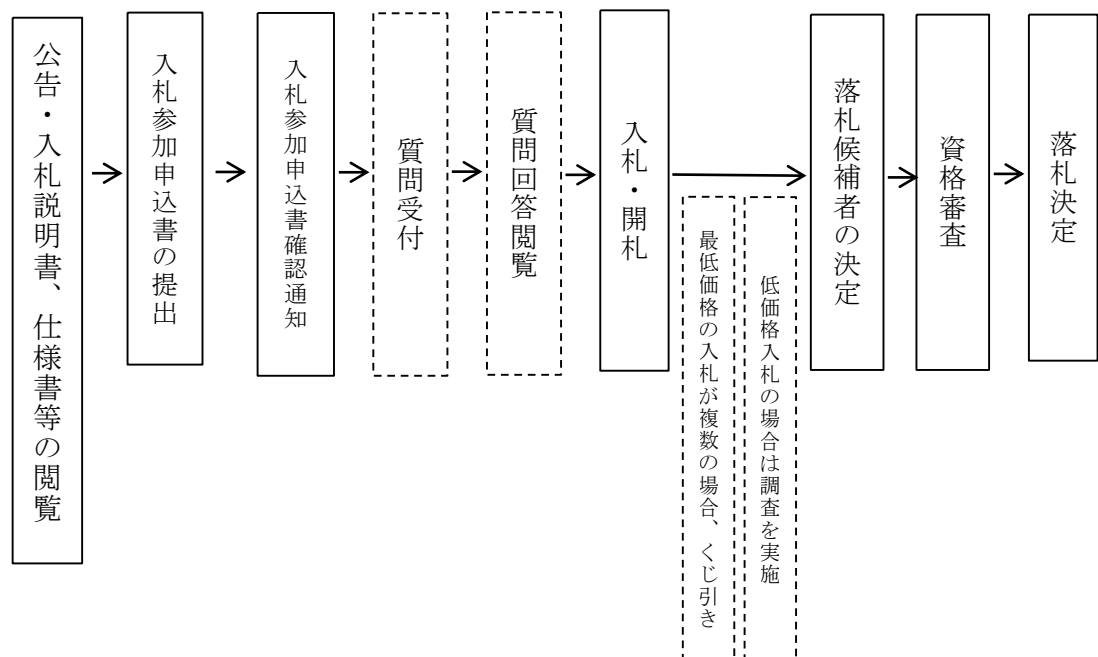 公告・入札説明書、仕様書等の閲覧
入札参加申込書の提出
入札参加申込書確認通知
質問受付
質問回答閲覧
入札・開札
最低価格の入札が複数の場合、くじ引き
低価格入札の場合は調査を実施
落札候補者の決定
資格審査
落札決定